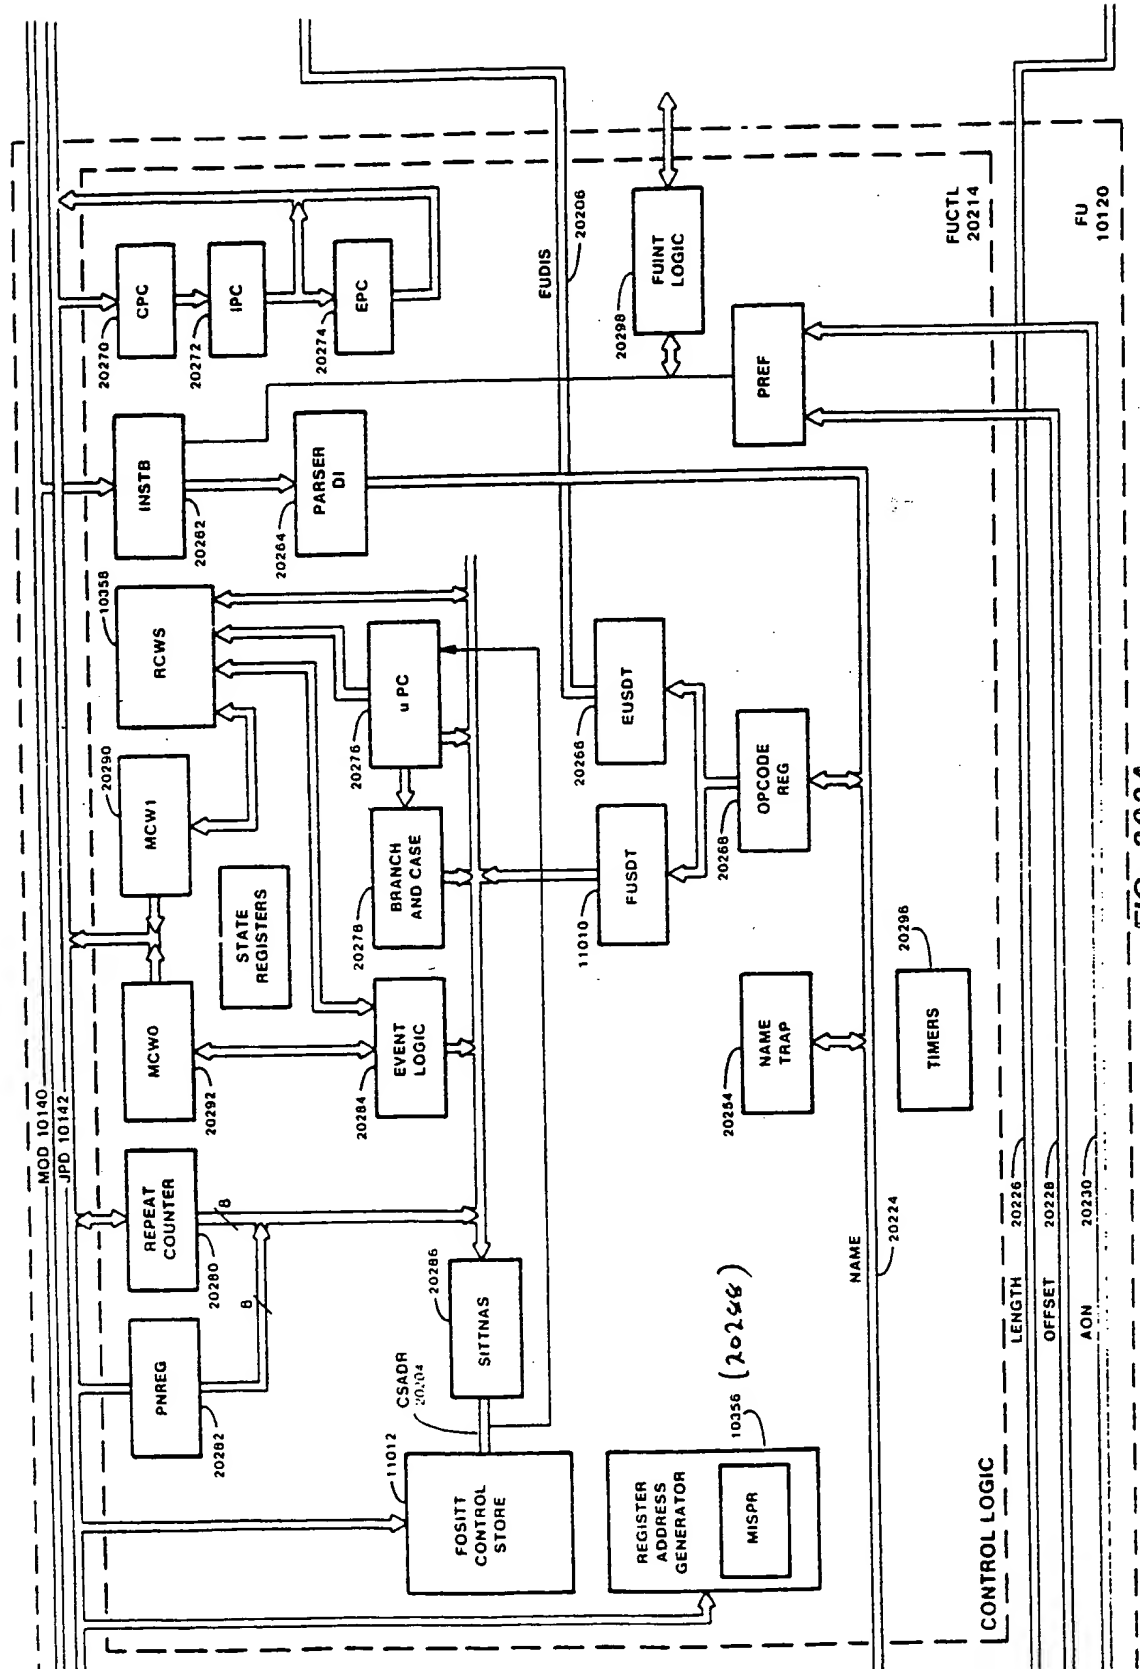 MOD 10140
JPD 10142
CPC
20270
IPC
20272
EPC
20274
INSTB
20262
PARSER
DI
20264
RCWS
10358
MCW1
20290
MCW0
20292
STATE
REGISTERS
REPEAT
COUNTER
20280
8
PNREG
20282
8
u PC
20276
BRANCH
AND CASE
20278
EVENT
LOGIC
20284
SITTNAS
20286
CSADR
20204
FOSITT
CONTROL
STORE
11012
REGISTER
ADDRESS
GENERATOR
MISPR
10356 (20288)
FUDIS
20206
FUINT
LOGIC
20298
PREF
EUSDT
20266
FUSDT
11010
OPCODE
REG
20268
NAME
TRAP
20254
TIMERS
20296
NAME
20224
FUCTL
20214
FU
10120
LENGTH
20226
OFFSET
20228
AON
20230
CONTROL LOGIC